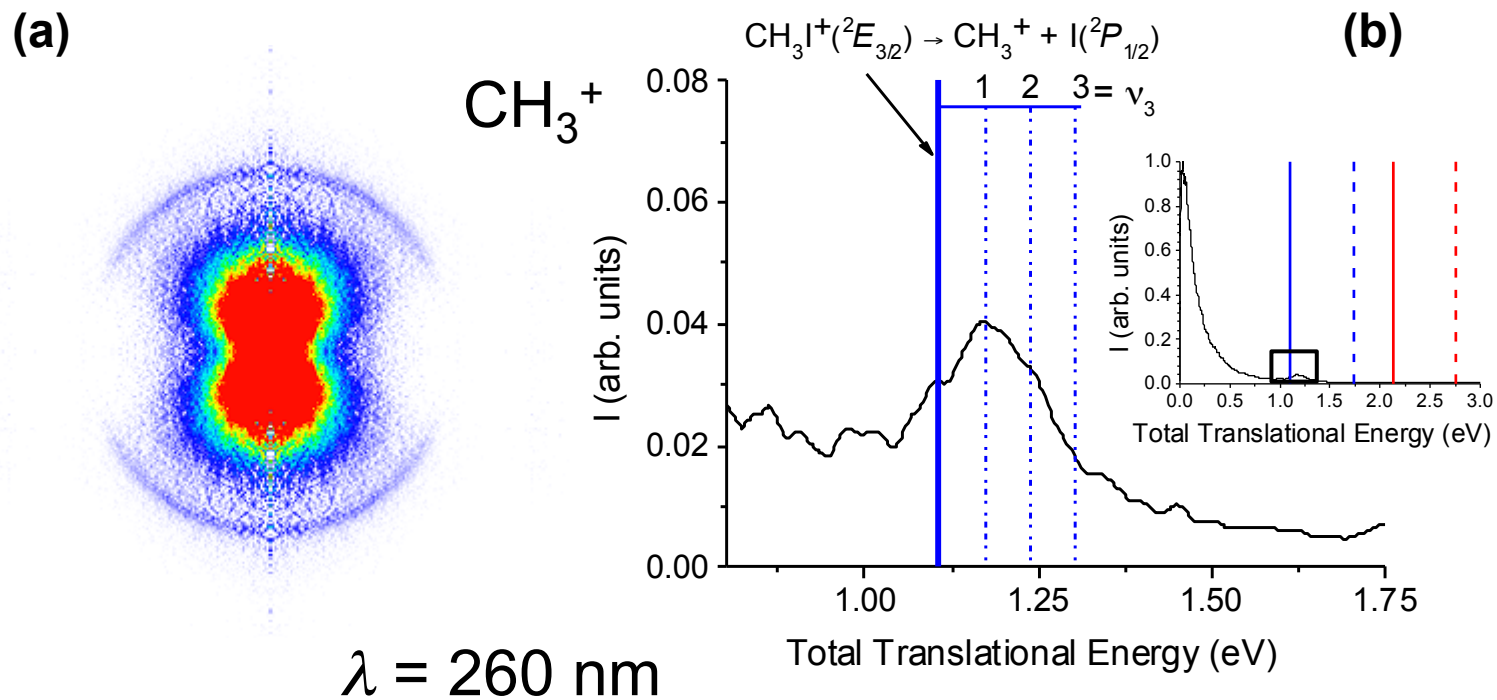 (a)
CH₃⁺
λ = 260 nm
CH₃I⁺(²E₃/₂) → CH₃⁺ + I(²P₁/₂)
(b)
1 2 3 = ν₃
I (arb. units)
0.08
0.06
0.04
0.02
0.00
1.00 1.25 1.50 1.75
Total Translational Energy (eV)
I (arb. units)
1.0
0.8
0.6
0.4
0.2
0.0
0.0 0.5 1.0 1.5 2.0 2.5 3.0
Total Translational Energy (eV)